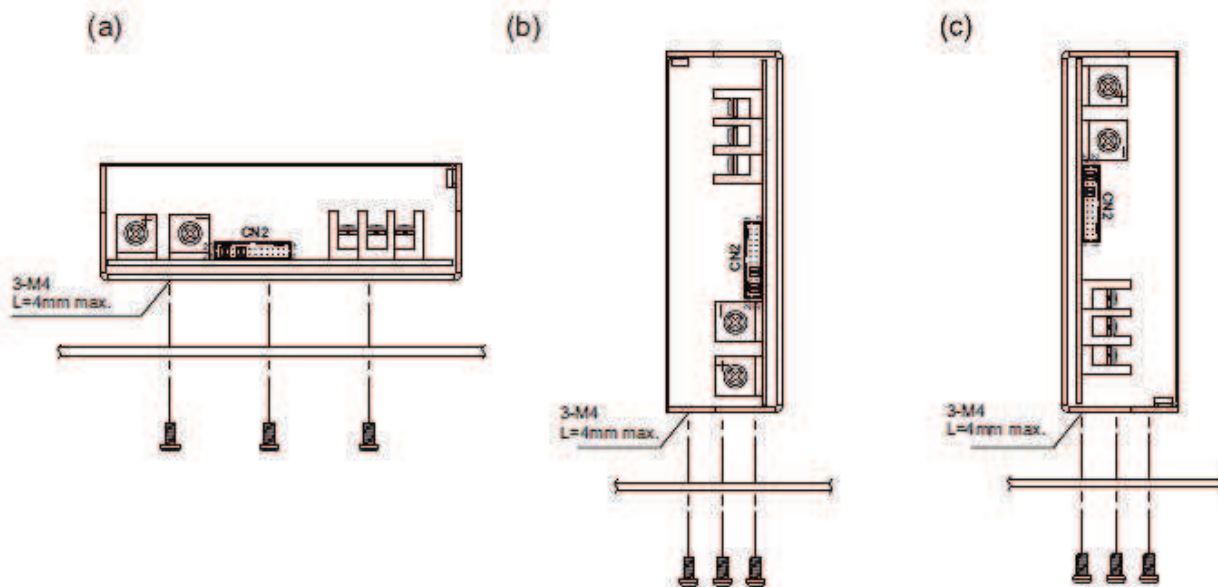 (a)
(b)
(c)
+
-
CN2
3-M4
L=4mm max.
CN2
-
+
3-M4
L=4mm max.
+
-
CN2
3-M4
L=4mm max.